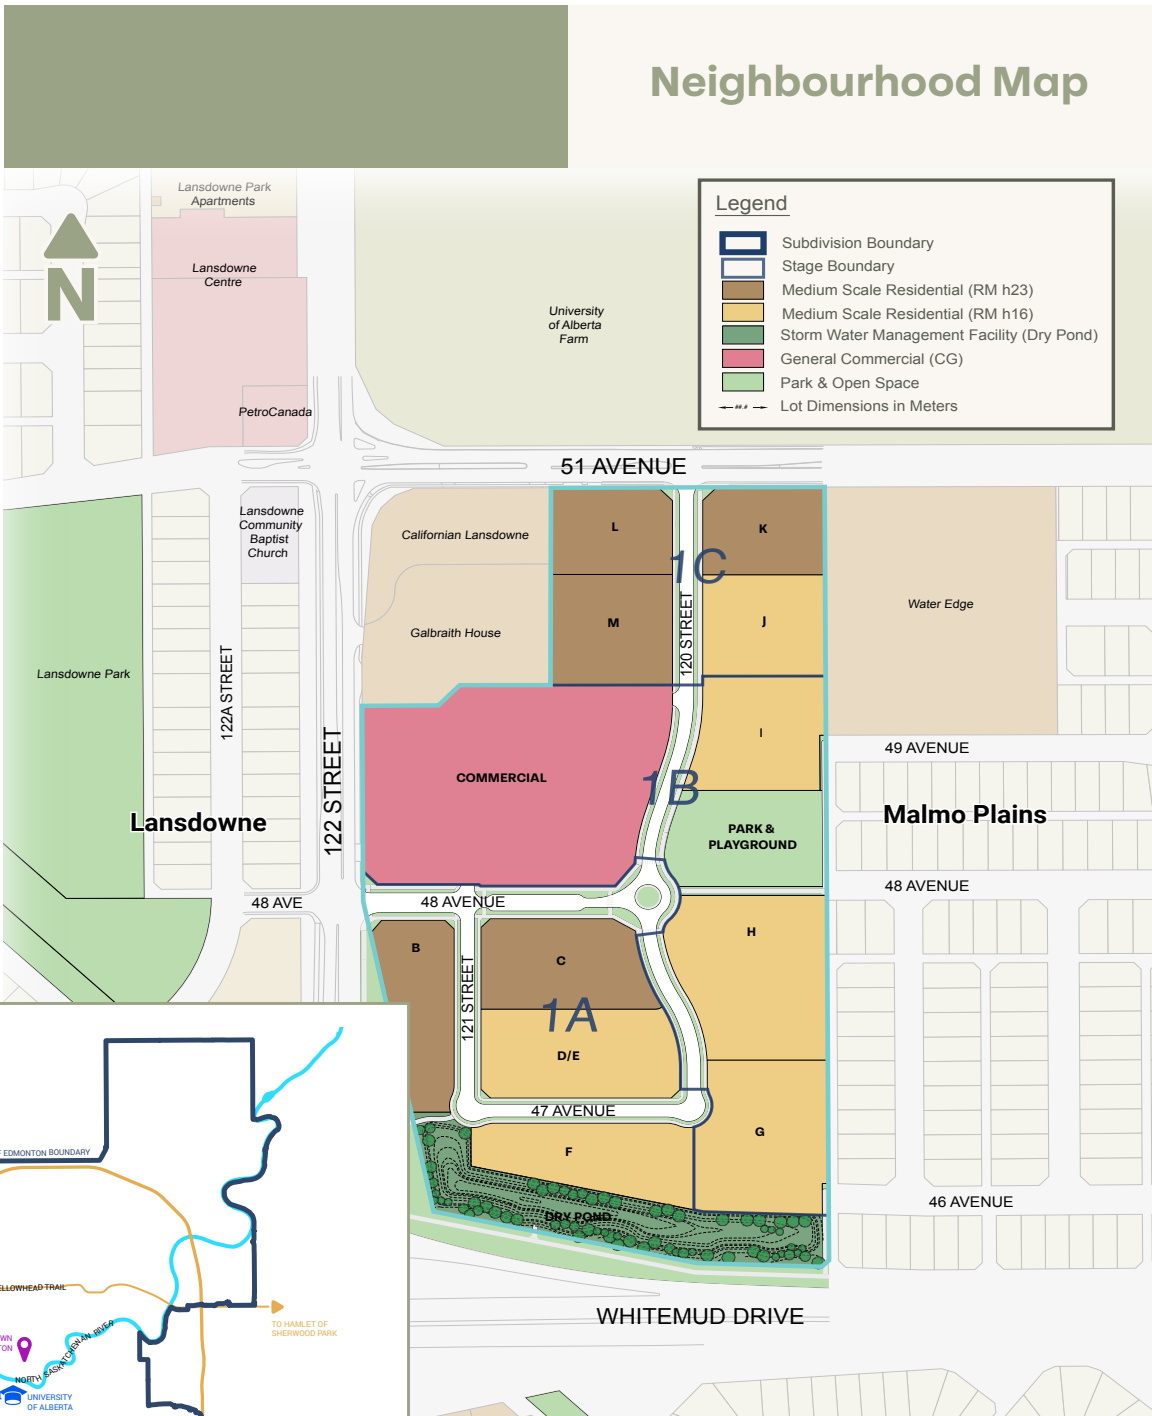 Neighbourhood Map
Lansdowne Park
Apartments
Lansdowne
Centre
N
PetroCanada
University
of Alberta
Farm
Legend
Subdivision Boundary
Stage Boundary
Medium Scale Residential (RM h23)
Medium Scale Residential (RM h16)
Storm Water Management Facility (Dry Pond)
General Commercial (CG)
Park & Open Space
Lot Dimensions in Meters
51 AVENUE
Lansdowne
Community
Baptist
Church
Californian Lansdowne
Galbraith House
L
K
1C
M
J
120 STREET
Water Edge
Lansdowne Park
122A STREET
122 STREET
I
49 AVENUE
COMMERCIAL
1B
Lansdowne
PARK &
PLAYGROUND
Malmo Plains
48 AVE
48 AVENUE
48 AVENUE
B
C
H
121 STREET
1A
D/E
47 AVENUE
F
G
46 AVENUE
DRY POND
WHITEMUD DRIVE
EDMONTON BOUNDARY
ELLOWHEAD TRAIL
TO HAMLET OF
SHERWOOD PARK
WN
TON
NORTH SASKATCHEWAN RIVER
UNIVERSITY
OF ALBERTA